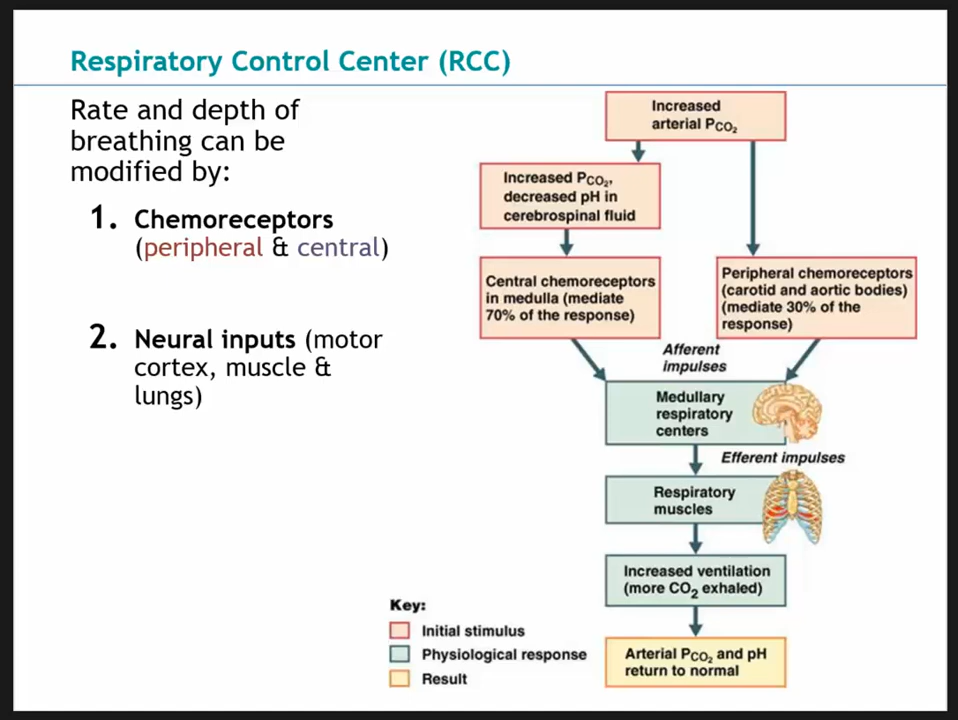 Respiratory Control Center (RCC)
Rate and depth of
breathing can be
modified by:
1. Chemoreceptors
(peripheral & central)
2. Neural inputs (motor
cortex, muscle &
lungs)
Increased
arterial PCO₂
Increased PCO₂,
decreased pH in
cerebrospinal fluid
Central chemoreceptors
in medulla (mediate
70% of the response)
Peripheral chemoreceptors
(carotid and aortic bodies)
(mediate 30% of the
response)
Afferent
impulses
Medullary
respiratory
centers
Efferent impulses
Respiratory
muscles
Increased ventilation
(more CO₂ exhaled)
Arterial PCO₂ and pH
return to normal
Key:
Initial stimulus
Physiological response
Result